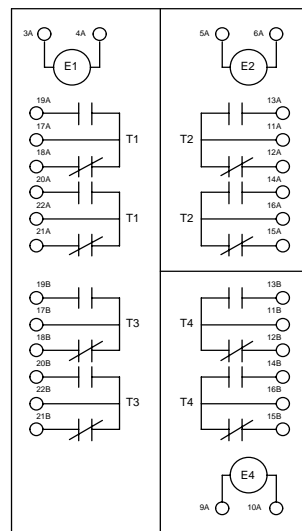 3A 4A 5A 6A
E1 E2
19A 13A
17A T1 T2 11A
18A 12A
20A 14A
22A T1 T2 16A
21A 15A
19B 13B
17B T3 T4 11B
18B 12B
20B 14B
22B T3 T4 16B
21B 15B
E4
9A 10A